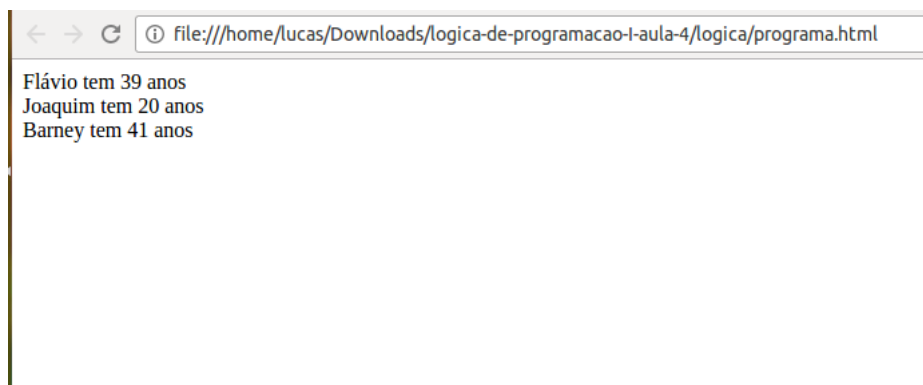 file:///home/lucas/Downloads/logica-de-programacao-I-aula-4/logica/programa.html
Flávio tem 39 anos
Joaquim tem 20 anos
Barney tem 41 anos